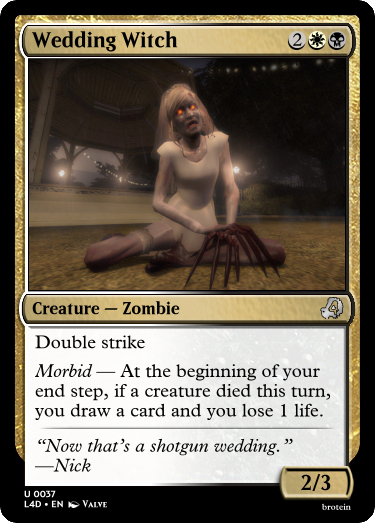 Wedding Witch 2
Creature — Zombie
Double strike
Morbid — At the beginning of your
end step, if a creature died this turn,
you draw a card and you lose 1 life.
“Now that’s a shotgun wedding.”
—Nick
2/3
U 0037
L4D • EN Valve
brotein